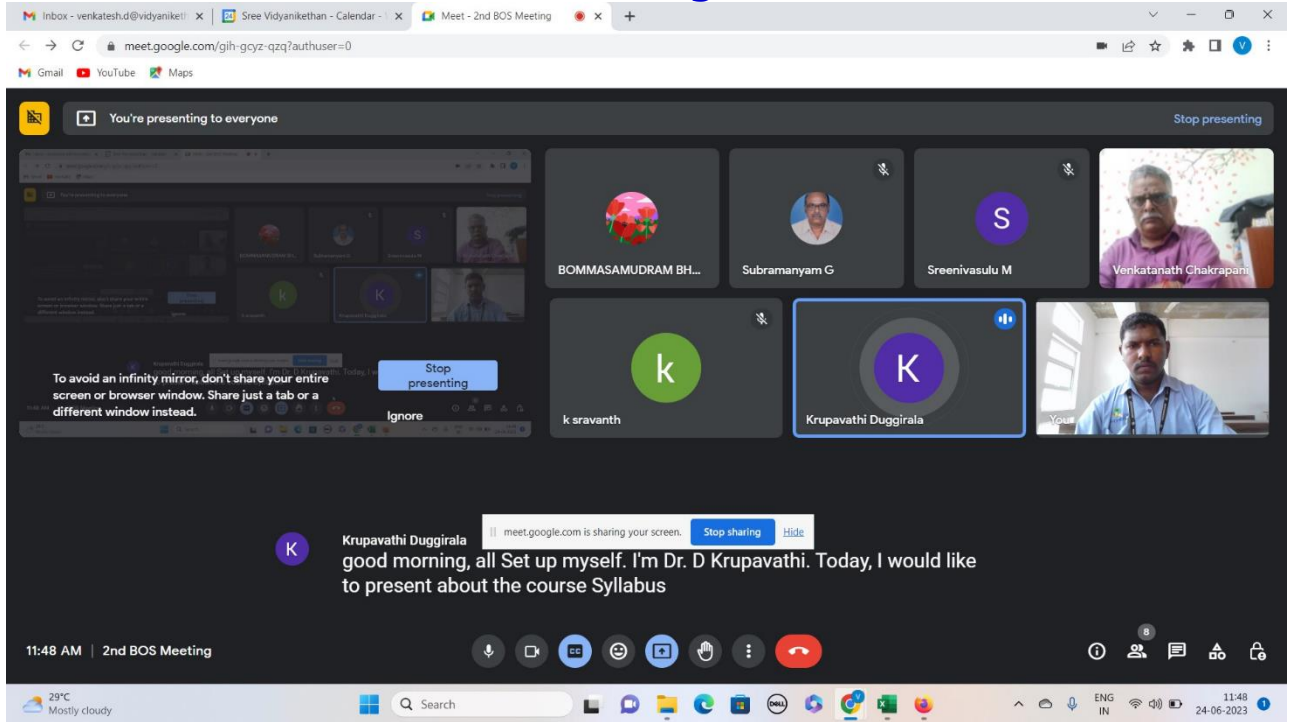 Inbox - venkatesh.d@vidyaniketh
Sree Vidyanikethan - Calendar -
Meet - 2nd BOS Meeting
meet.google.com/gih-gcyz-qzq?authuser=0
Gmail
YouTube
Maps
You're presenting to everyone
Stop presenting
To avoid an infinity mirror, don't share your entire
screen or browser window. Share just a tab or a
different window instead.
Stop
presenting
Ignore
BOMMASAMUDRAM BH...
Subramanyam G
S
Sreenivasulu M
Venkatanath Chakrapani
k
k sravanth
K
Krupavathi Duggirala
You
K
Krupavathi Duggirala
meet.google.com is sharing your screen.
Stop sharing
Hide
good morning, all Set up myself. I'm Dr. D Krupavathi. Today, I would like
to present about the course Syllabus
11:48 AM | 2nd BOS Meeting
CC
8
29°C
Mostly cloudy
Search
DELL
ENG
IN
11:48
24-06-2023
1
V